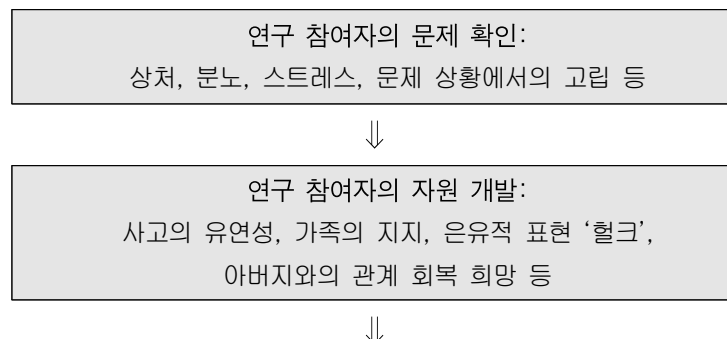 연구 참여자의 문제 확인:
상처, 분노, 스트레스, 문제 상황에서의 고립 등
⇓
연구 참여자의 자원 개발:
사고의 유연성, 가족의 지지, 은유적 표현 ‘헐크’,
아버지와의 관계 회복 희망 등
⇓